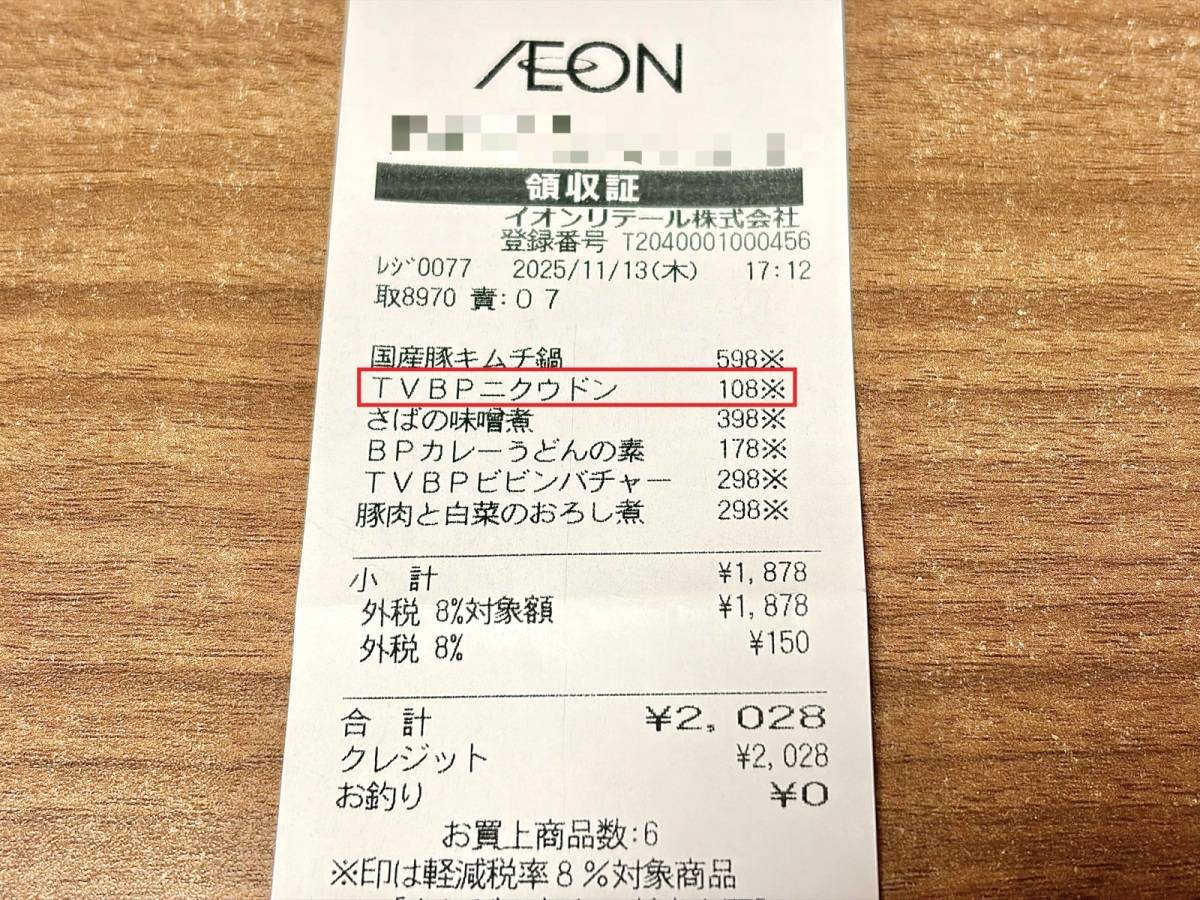 ÆON
領収証
イオンリテール株式会社
登録番号 T2040001000456
ﾚｼﾞ0077 2025/11/13(木) 17:12
取8970 責:０７
国産豚キムチ鍋 598※
ＴＶＢＰニクウドン 108※
さばの味噌煮 398※
ＢＰカレーうどんの素 178※
ＴＶＢＰビビンバチャー 298※
豚肉と白菜のおろし煮 298※
小 計 ¥1,878
外税 8%対象額 ¥1,878
外税 8% ¥150
合 計 ¥2,028
クレジット ¥2,028
お釣り ¥0
お買上商品数:6
※印は軽減税率８%対象商品